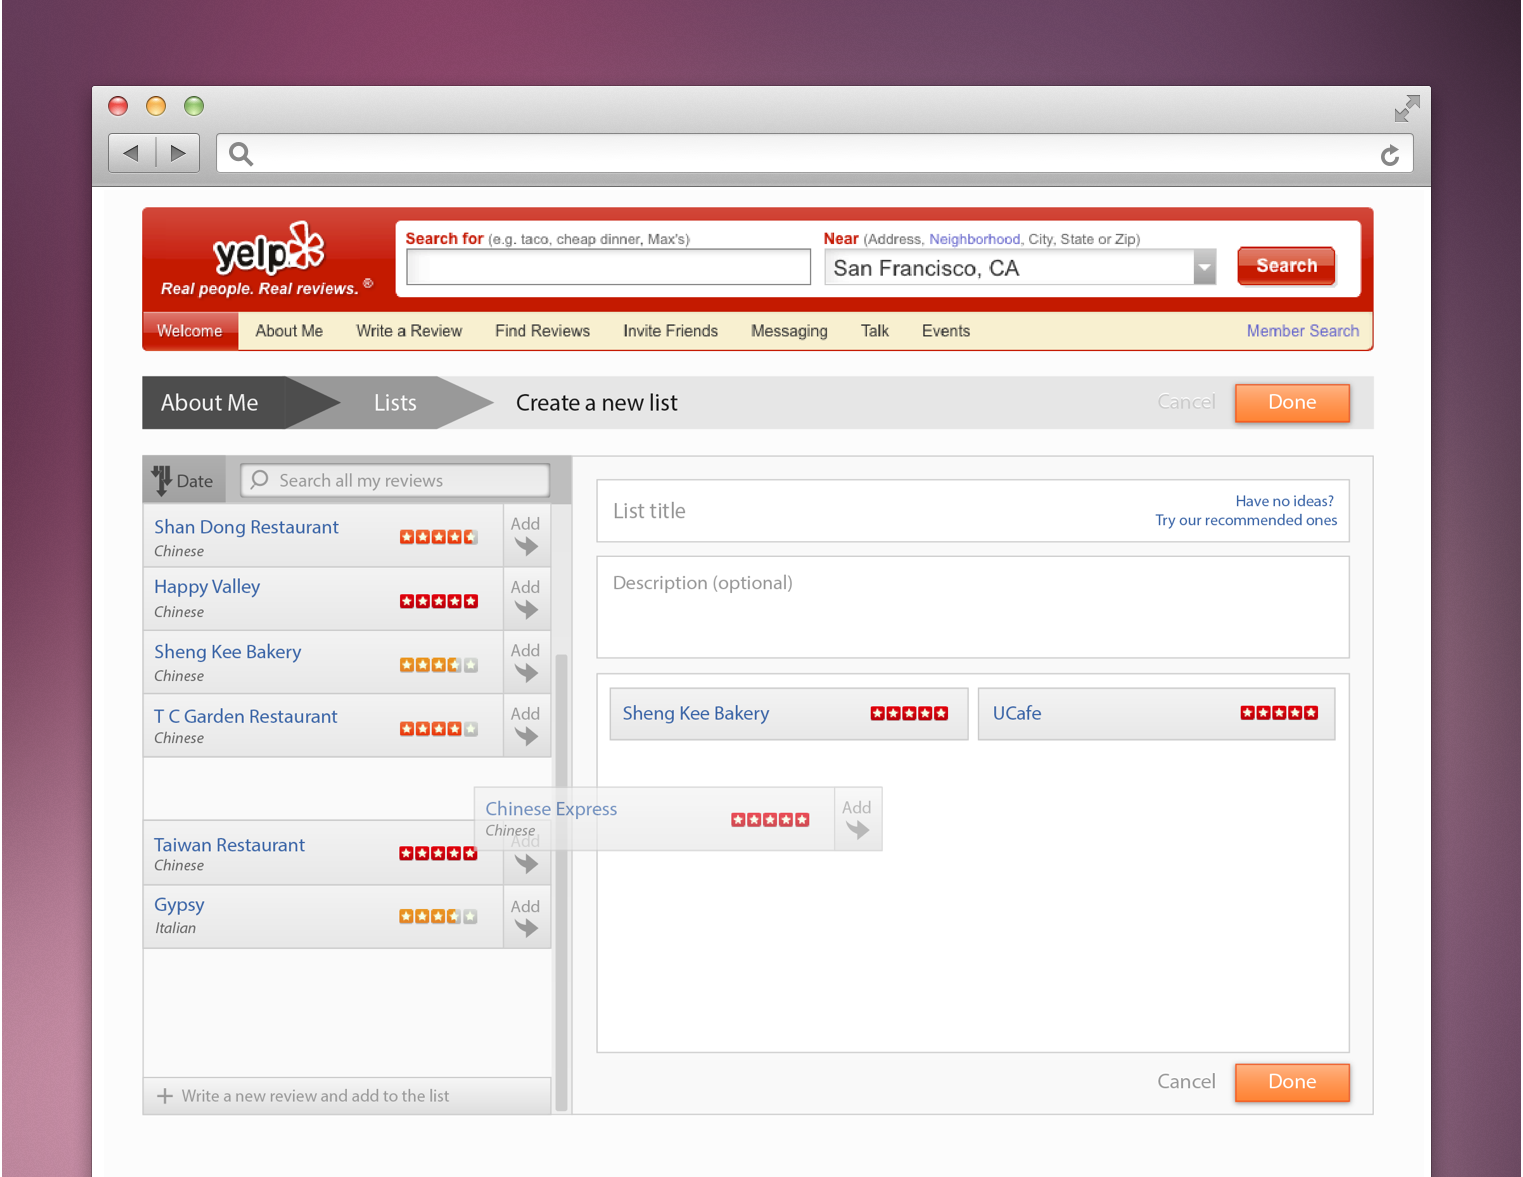 yelp
Real people. Real reviews. ®
Search for (e.g. taco, cheap dinner, Max's)
Near (Address, Neighborhood, City, State or Zip)
San Francisco, CA
Search
Welcome
About Me
Write a Review
Find Reviews
Invite Friends
Messaging
Talk
Events
Member Search
About Me
Lists
Create a new list
Cancel
Done
Date
Search all my reviews
Shan Dong Restaurant
Chinese
Add
Happy Valley
Chinese
Add
Sheng Kee Bakery
Chinese
Add
T C Garden Restaurant
Chinese
Add
Taiwan Restaurant
Chinese
Add
Gypsy
Italian
Add
+ Write a new review and add to the list
List title
Have no ideas?
Try our recommended ones
Description (optional)
Sheng Kee Bakery
UCafe
Chinese Express
Chinese
Add
Cancel
Done